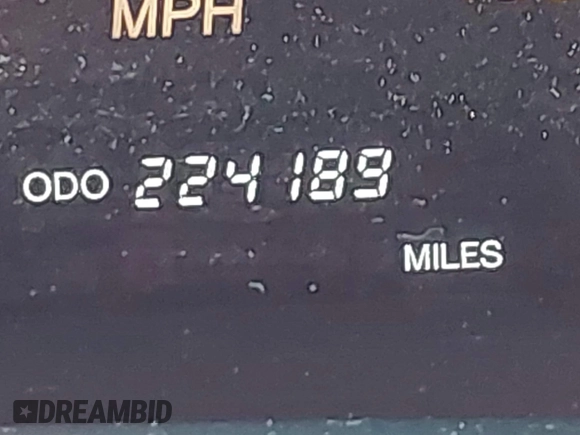 MPH
ODO 224189
MILES
DREAMBID